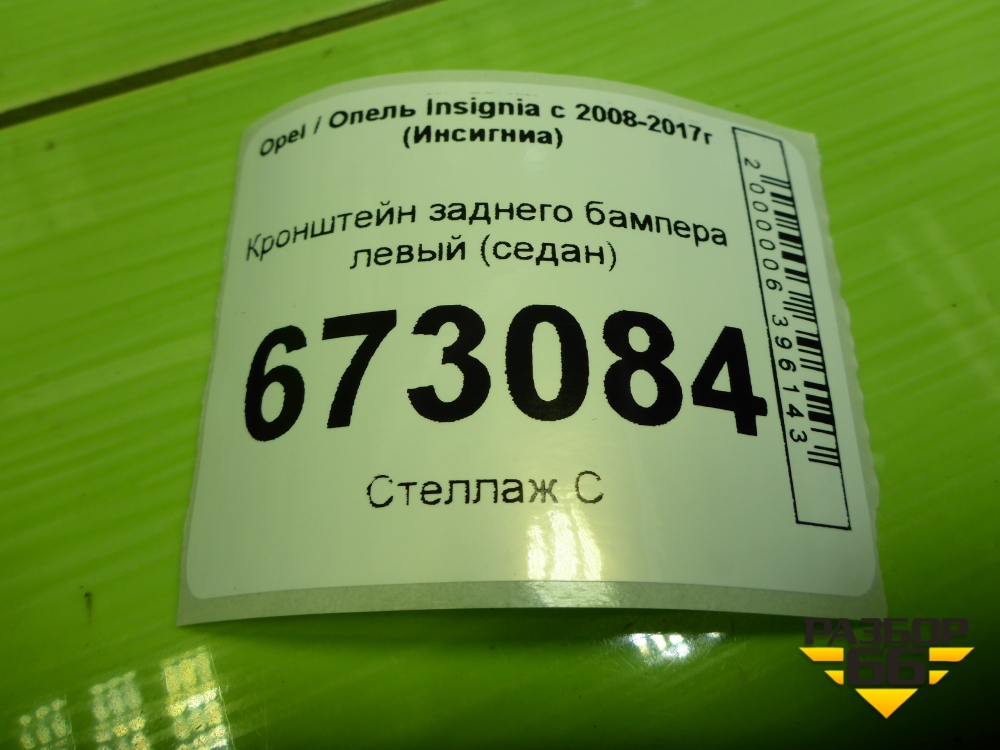 Opel / Опель Insignia с 2008-2017г
(Инсигниа)
Кронштейн заднего бампера
левый (седан)
673084
Стеллаж С
2000006396143
РАЗБОР
66